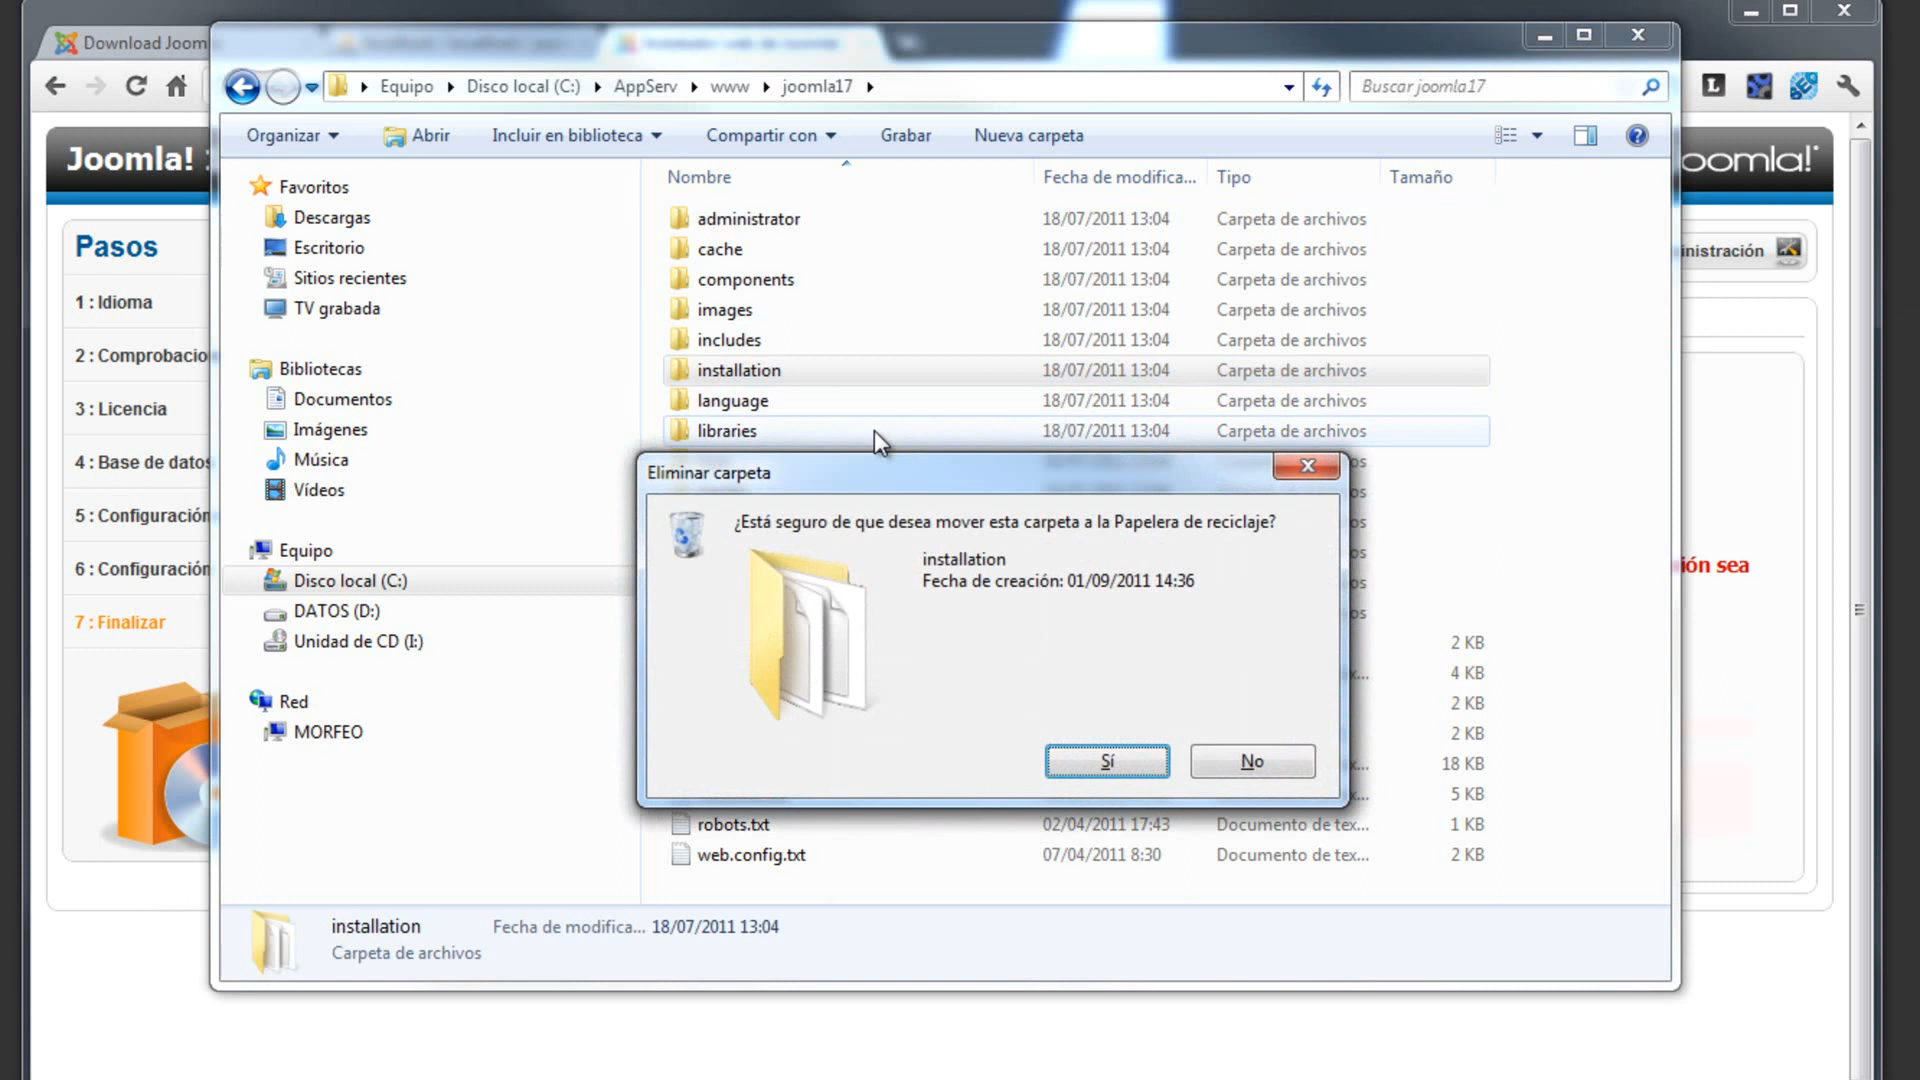 Download Joom
Equipo Disco local (C:) AppServ www joomla17
Buscar joomla17
L
Organizar Abrir Incluir en biblioteca Compartir con Grabar Nueva carpeta
Joomla!
oomla!
Nombre Fecha de modifica... Tipo Tamaño
Favoritos
Descargas
Escritorio
Sitios recientes
TV grabada
Bibliotecas
Documentos
Imágenes
Música
Vídeos
Equipo
Disco local (C:)
DATOS (D:)
Unidad de CD (I:)
Red
MORFEO
Pasos
1 : Idioma
2 : Comprobacio
3 : Licencia
4 : Base de datos
5 : Configuración
6 : Configuración
7 : Finalizar
administrator 18/07/2011 13:04 Carpeta de archivos
cache 18/07/2011 13:04 Carpeta de archivos
components 18/07/2011 13:04 Carpeta de archivos
images 18/07/2011 13:04 Carpeta de archivos
includes 18/07/2011 13:04 Carpeta de archivos
installation 18/07/2011 13:04 Carpeta de archivos
language 18/07/2011 13:04 Carpeta de archivos
libraries 18/07/2011 13:04 Carpeta de archivos
os
os
os
os
os
os
2 KB
x... 4 KB
2 KB
2 KB
x... 18 KB
x... 5 KB
robots.txt 02/04/2011 17:43 Documento de tex... 1 KB
web.config.txt 07/04/2011 8:30 Documento de tex... 2 KB
Eliminar carpeta
¿Está seguro de que desea mover esta carpeta a la Papelera de reciclaje?
installation
Fecha de creación: 01/09/2011 14:36
Sí No
installation Fecha de modifica... 18/07/2011 13:04
Carpeta de archivos
inistración
ión sea